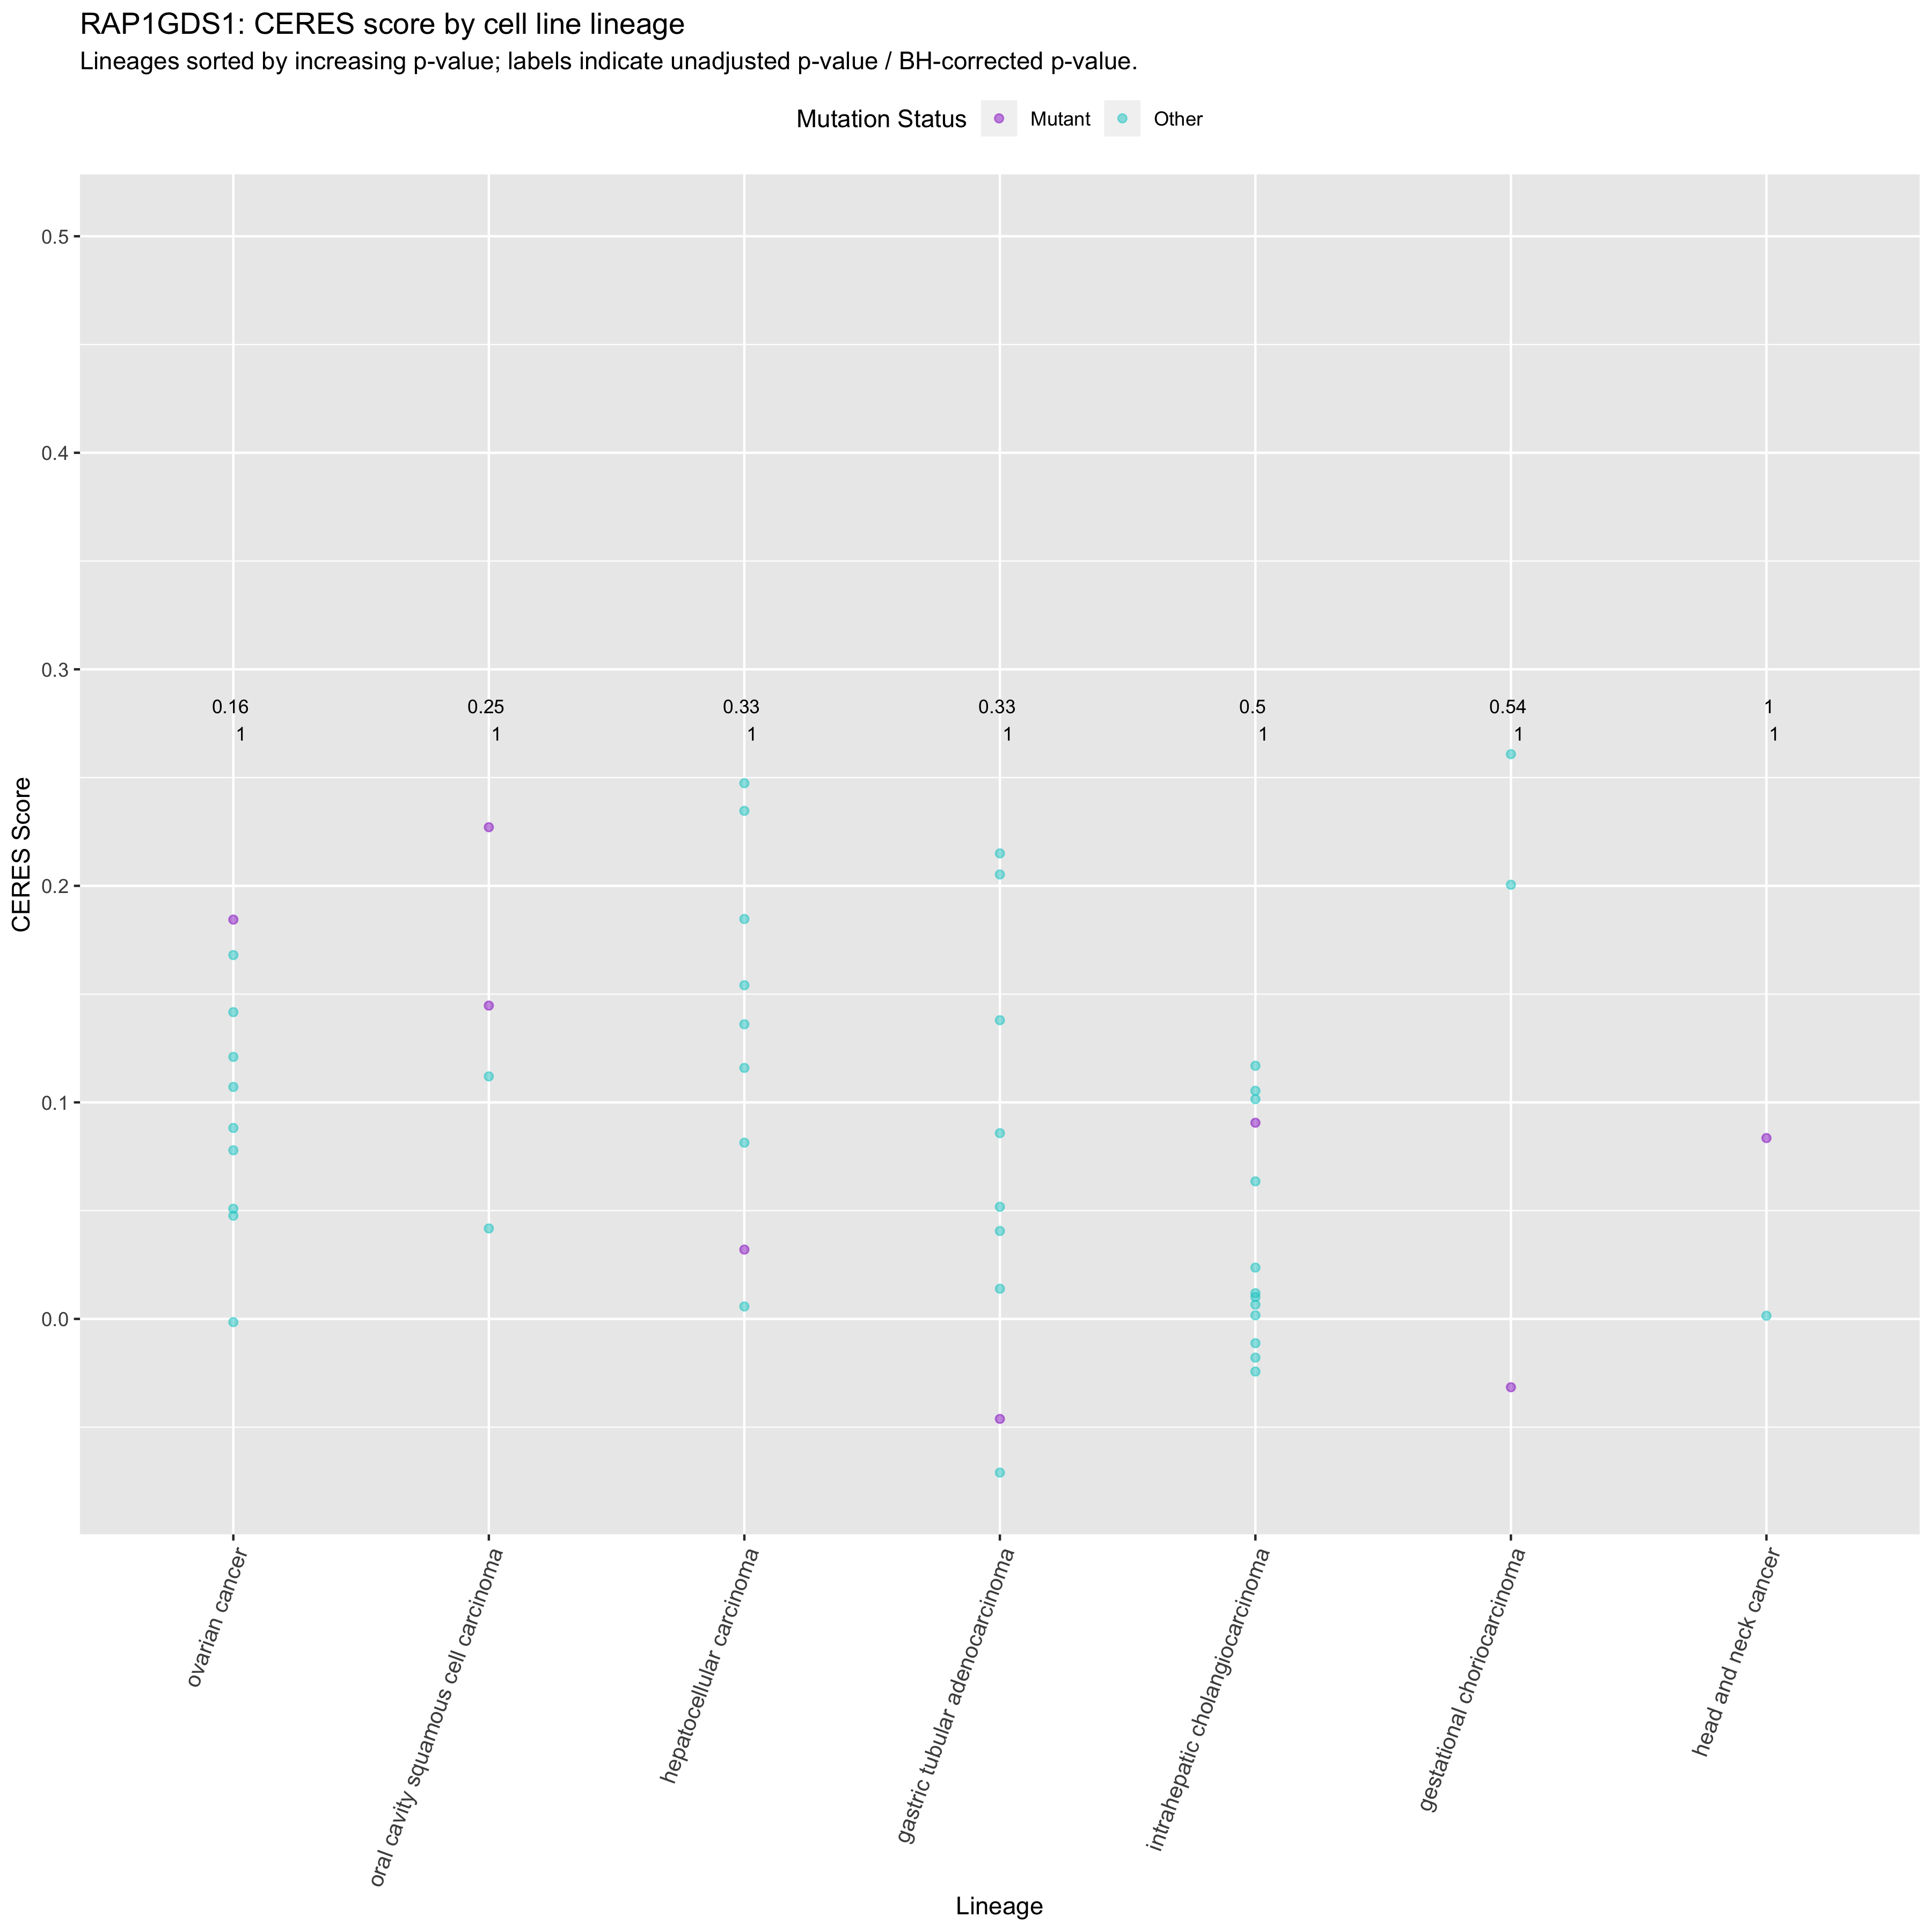 RAP1GDS1: CERES score by cell line lineage
Lineages sorted by increasing p-value; labels indicate unadjusted p-value / BH-corrected p-value.
Mutation Status Mutant Other
0.5
0.4
0.3
0.2
0.1
0.0
CERES Score
0.16 0.25 0.33 0.33 0.5 0.54 1
1 1 1 1 1 1 1
ovarian cancer
oral cavity squamous cell carcinoma
hepatocellular carcinoma
gastric tubular adenocarcinoma
intrahepatic cholangiocarcinoma
gestational choriocarcinoma
head and neck cancer
Lineage